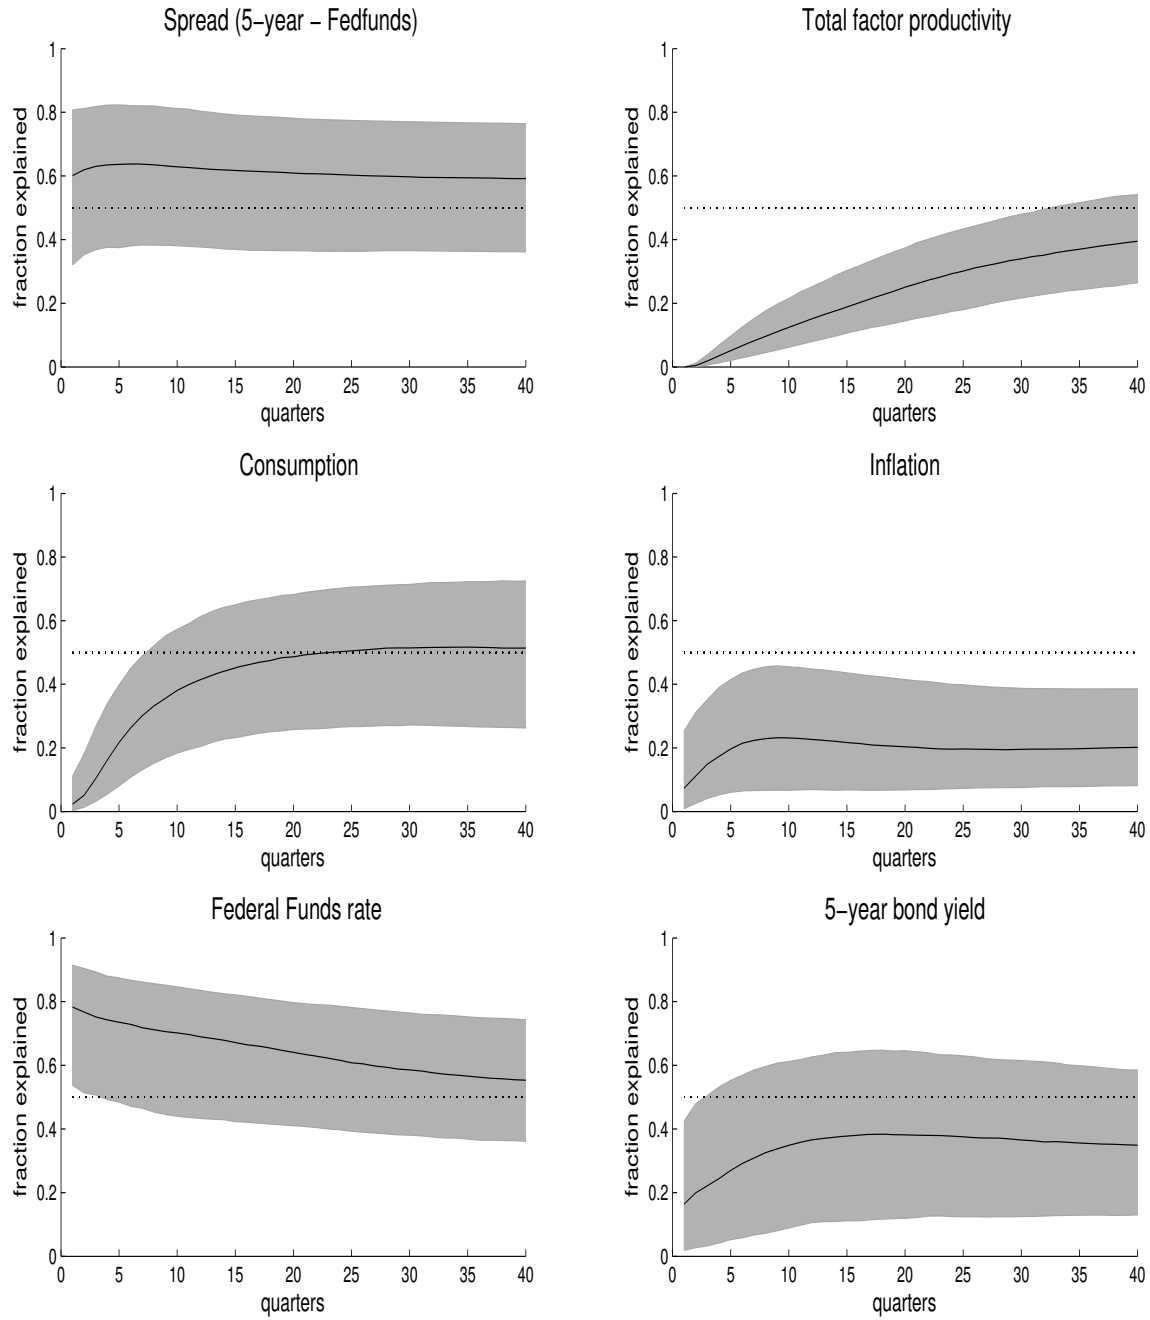 Spread (5−year − Fedfunds)
1
0.8
0.6
0.4
0.2
0
fraction explained
0 5 10 15 20 25 30 35 40
quarters
Total factor productivity
1
0.8
0.6
0.4
0.2
0
fraction explained
0 5 10 15 20 25 30 35 40
quarters
Consumption
1
0.8
0.6
0.4
0.2
0
fraction explained
0 5 10 15 20 25 30 35 40
quarters
Inflation
1
0.8
0.6
0.4
0.2
0
fraction explained
0 5 10 15 20 25 30 35 40
quarters
Federal Funds rate
1
0.8
0.6
0.4
0.2
0
fraction explained
0 5 10 15 20 25 30 35 40
quarters
5−year bond yield
1
0.8
0.6
0.4
0.2
0
fraction explained
0 5 10 15 20 25 30 35 40
quarters